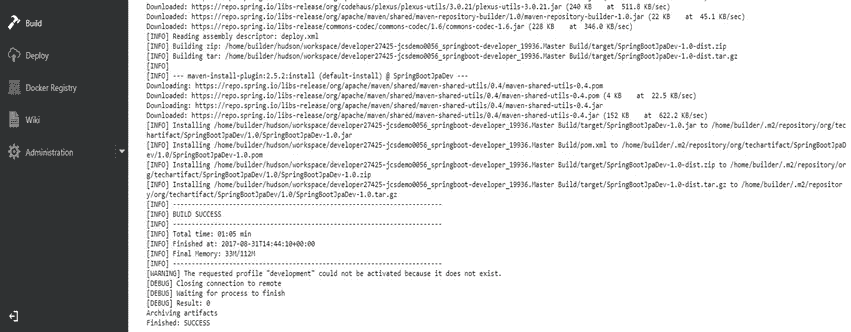 Build
Deploy
Docker Registry
Wiki
Administration
Downloaded: https://repo.spring.io/libs-release/org/codehaus/plexus/plexus-utils/3.0.21/plexus-utils-3.0.21.jar (240 KB at 511.8 KB/sec)
Downloaded: https://repo.spring.io/libs-release/org/apache/maven/shared/maven-repository-builder/1.0/maven-repository-builder-1.0.jar (22 KB at 45.1 KB/sec)
Downloaded: https://repo.spring.io/libs-release/commons-codec/commons-codec/1.6/commons-codec-1.6.jar (228 KB at 346.0 KB/sec)
[INFO] Reading assembly descriptor: deploy.xml
[INFO] Building zip: /home/builder/hudson/workspace/developer27425-jcsdemo0056_springboot-developer_19936.Master Build/target/SpringBootJpaDev-1.0-dist.zip
[INFO] Building tar: /home/builder/hudson/workspace/developer27425-jcsdemo0056_springboot-developer_19936.Master Build/target/SpringBootJpaDev-1.0-dist.tar.gz
[INFO]
[INFO] --- maven-install-plugin:2.5.2:install (default-install) @ SpringBootJpaDev ---
Downloading: https://repo.spring.io/libs-release/org/apache/maven/shared/maven-shared-utils/0.4/maven-shared-utils-0.4.pom
Downloaded: https://repo.spring.io/libs-release/org/apache/maven/shared/maven-shared-utils/0.4/maven-shared-utils-0.4.pom (4 KB at 22.5 KB/sec)
Downloading: https://repo.spring.io/libs-release/org/apache/maven/shared/maven-shared-utils/0.4/maven-shared-utils-0.4.jar
Downloaded: https://repo.spring.io/libs-release/org/apache/maven/shared/maven-shared-utils/0.4/maven-shared-utils-0.4.jar (152 KB at 622.2 KB/sec)
[INFO] Installing /home/builder/hudson/workspace/developer27425-jcsdemo0056_springboot-developer_19936.Master Build/target/SpringBootJpaDev-1.0.jar to /home/builder/.m2/repository/org/tec
hartifact/SpringBootJpaDev/1.0/SpringBootJpaDev-1.0.jar
[INFO] Installing /home/builder/hudson/workspace/developer27425-jcsdemo0056_springboot-developer_19936.Master Build/pom.xml to /home/builder/.m2/repository/org/techartifact/SpringBootJpaD
ev/1.0/SpringBootJpaDev-1.0.pom
[INFO] Installing /home/builder/hudson/workspace/developer27425-jcsdemo0056_springboot-developer_19936.Master Build/target/SpringBootJpaDev-1.0-dist.zip to /home/builder/.m2/repository/or
g/techartifact/SpringBootJpaDev/1.0/SpringBootJpaDev-1.0.zip
[INFO] Installing /home/builder/hudson/workspace/developer27425-jcsdemo0056_springboot-developer_19936.Master Build/target/SpringBootJpaDev-1.0-dist.tar.gz to /home/builder/.m2/repositor
y/org/techartifact/SpringBootJpaDev/1.0/SpringBootJpaDev-1.0.tar.gz
[INFO] ------------------------------------------------------------------------
[INFO] BUILD SUCCESS
[INFO] ------------------------------------------------------------------------
[INFO] Total time: 01:05 min
[INFO] Finished at: 2017-08-31T14:44:10+00:00
[INFO] Final Memory: 33M/112M
[INFO] ------------------------------------------------------------------------
[WARNING] The requested profile "development" could not be activated because it does not exist.
[DEBUG] Closing connection to remote
[DEBUG] Waiting for process to finish
[DEBUG] Result: 0
Archiving artifacts
Finished: SUCCESS